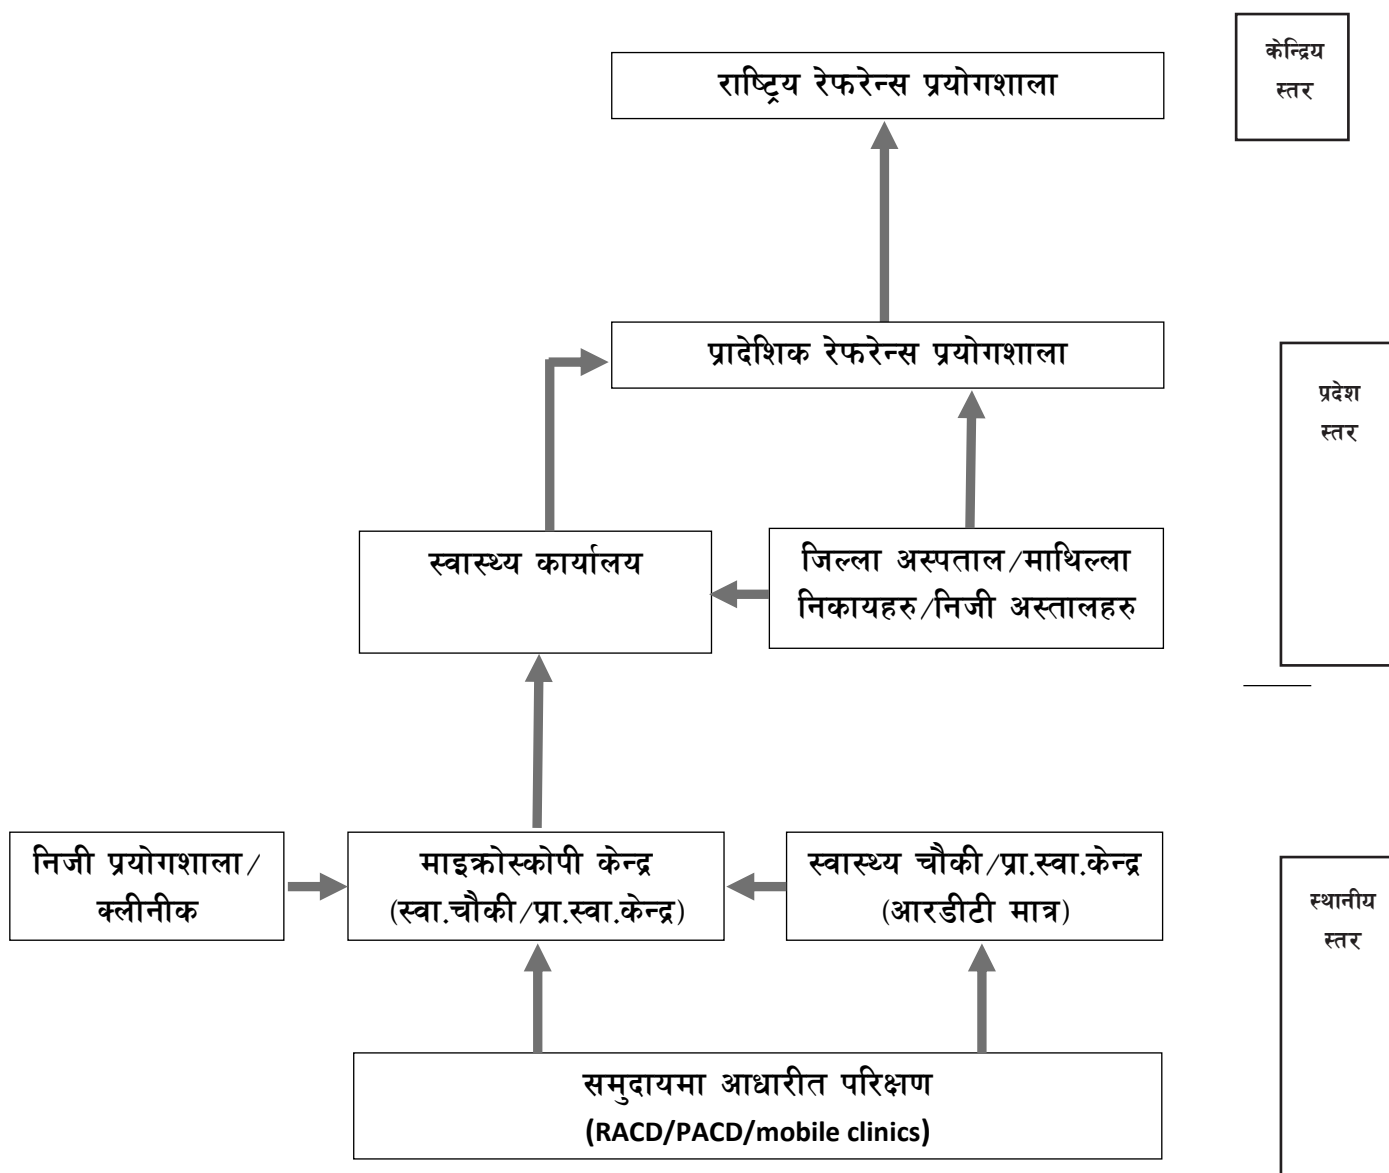 केन्द्रिय
स्तर
राष्ट्रिय रेफरेन्स प्रयोगशाला
प्रादेशिक रेफरेन्स प्रयोगशाला
प्रदेश
स्तर
स्वास्थ्य कार्यालय
जिल्ला अस्पताल/माथिल्ला
निकायहरु/निजी अस्तालहरु
निजी प्रयोगशाला/
क्लीनीक
माइक्रोस्कोपी केन्द्र
(स्वा.चौकी/प्रा.स्वा.केन्द्र)
स्वास्थ्य चौकी/प्रा.स्वा.केन्द्र
(आरडीटी मात्र)
स्थानीय
स्तर
समुदायमा आधारीत परिक्षण
(RACD/PACD/mobile clinics)